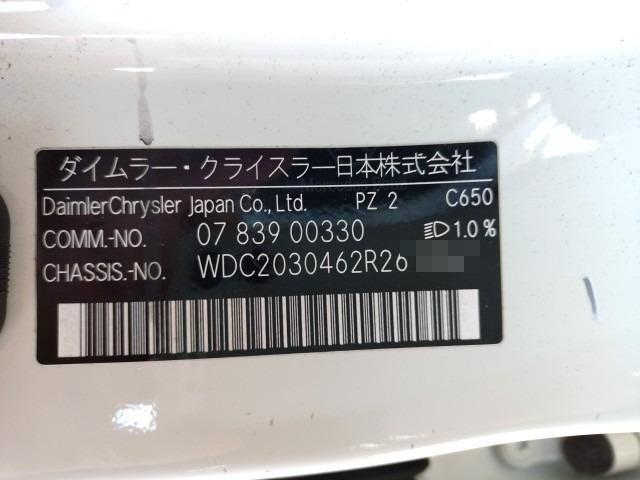 ダイムラー・クライスラー日本株式会社
DaimlerChrysler Japan Co., Ltd. PZ 2 C650
COMM.-NO. 07 839 00330 1.0%
CHASSIS.-NO. WDC2030462R26